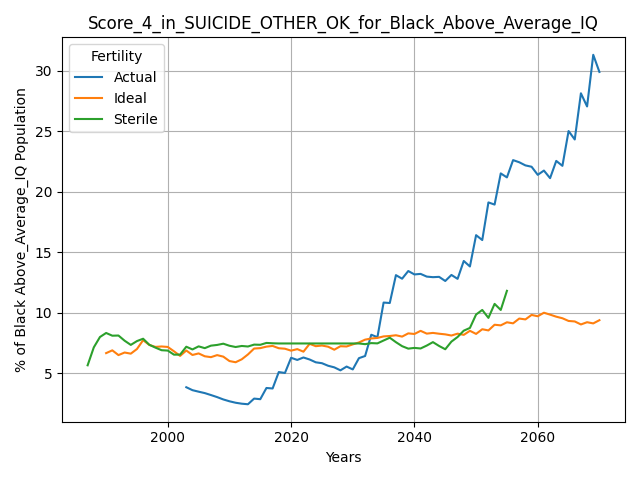 Score_4_in_SUICIDE_OTHER_OK_for_Black_Above_Average_IQ
Fertility
Actual
Ideal
Sterile
% of Black Above_Average_IQ Population
30
25
20
15
10
5
2000
2020
2040
2060
Years